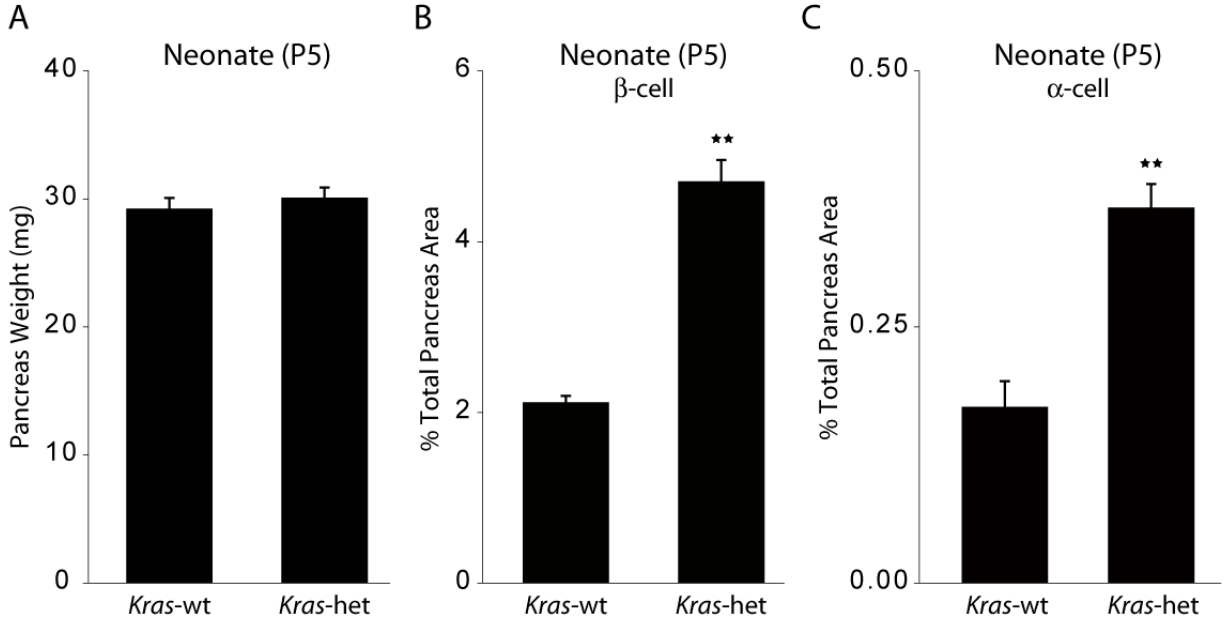 A
Neonate (P5)
Pancreas Weight (mg)
40
30
20
10
0
Kras-wt
Kras-het
B
Neonate (P5)
β-cell
% Total Pancreas Area
6
4
2
0
★★
Kras-wt
Kras-het
C
Neonate (P5)
α-cell
% Total Pancreas Area
0.50
0.25
0.00
★★
Kras-wt
Kras-het